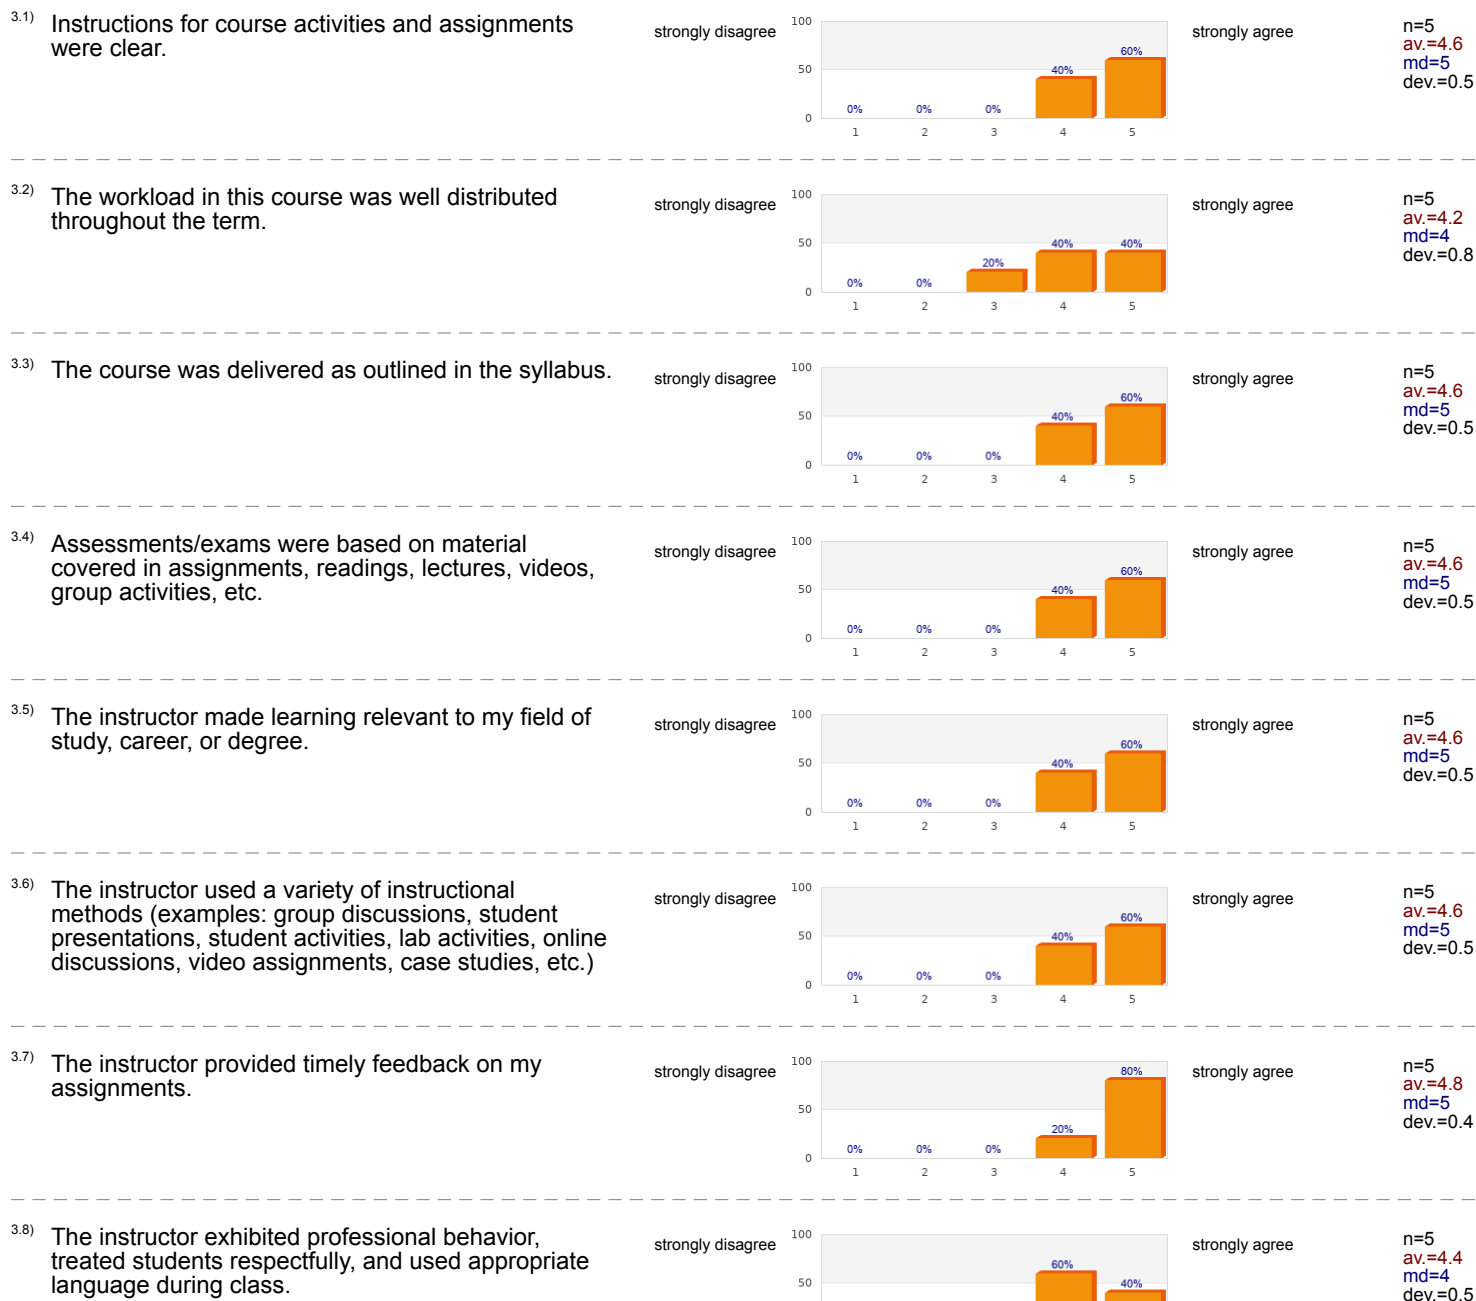 3.1) Instructions for course activities and assignments
were clear.
strongly disagree
100
50
0
0%
0%
0%
40%
60%
1 2 3 4 5
strongly agree
n=5
av.=4.6
md=5
dev.=0.5
3.2) The workload in this course was well distributed
throughout the term.
strongly disagree
100
50
0
0%
0%
20%
40%
40%
1 2 3 4 5
strongly agree
n=5
av.=4.2
md=4
dev.=0.8
3.3) The course was delivered as outlined in the syllabus.
strongly disagree
100
50
0
0%
0%
0%
40%
60%
1 2 3 4 5
strongly agree
n=5
av.=4.6
md=5
dev.=0.5
3.4) Assessments/exams were based on material
covered in assignments, readings, lectures, videos,
group activities, etc.
strongly disagree
100
50
0
0%
0%
0%
40%
60%
1 2 3 4 5
strongly agree
n=5
av.=4.6
md=5
dev.=0.5
3.5) The instructor made learning relevant to my field of
study, career, or degree.
strongly disagree
100
50
0
0%
0%
0%
40%
60%
1 2 3 4 5
strongly agree
n=5
av.=4.6
md=5
dev.=0.5
3.6) The instructor used a variety of instructional
methods (examples: group discussions, student
presentations, student activities, lab activities, online
discussions, video assignments, case studies, etc.)
strongly disagree
100
50
0
0%
0%
0%
40%
60%
1 2 3 4 5
strongly agree
n=5
av.=4.6
md=5
dev.=0.5
3.7) The instructor provided timely feedback on my
assignments.
strongly disagree
100
50
0
0%
0%
0%
20%
80%
1 2 3 4 5
strongly agree
n=5
av.=4.8
md=5
dev.=0.4
3.8) The instructor exhibited professional behavior,
treated students respectfully, and used appropriate
language during class.
strongly disagree
100
50
60%
40%
strongly agree
n=5
av.=4.4
md=4
dev.=0.5